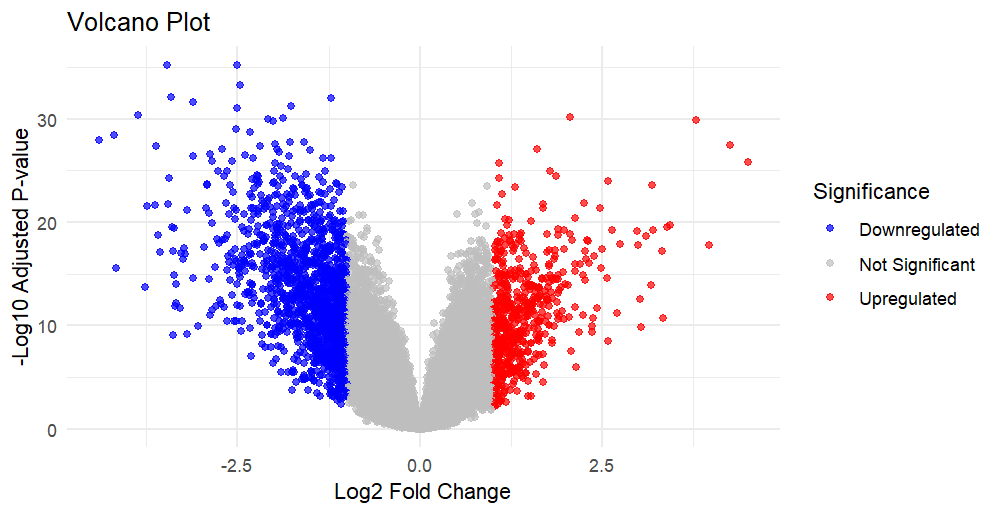 Volcano Plot
-Log10 Adjusted P-value
30
20
10
0
-2.5
0.0
2.5
Log2 Fold Change
Significance
Downregulated
Not Significant
Upregulated